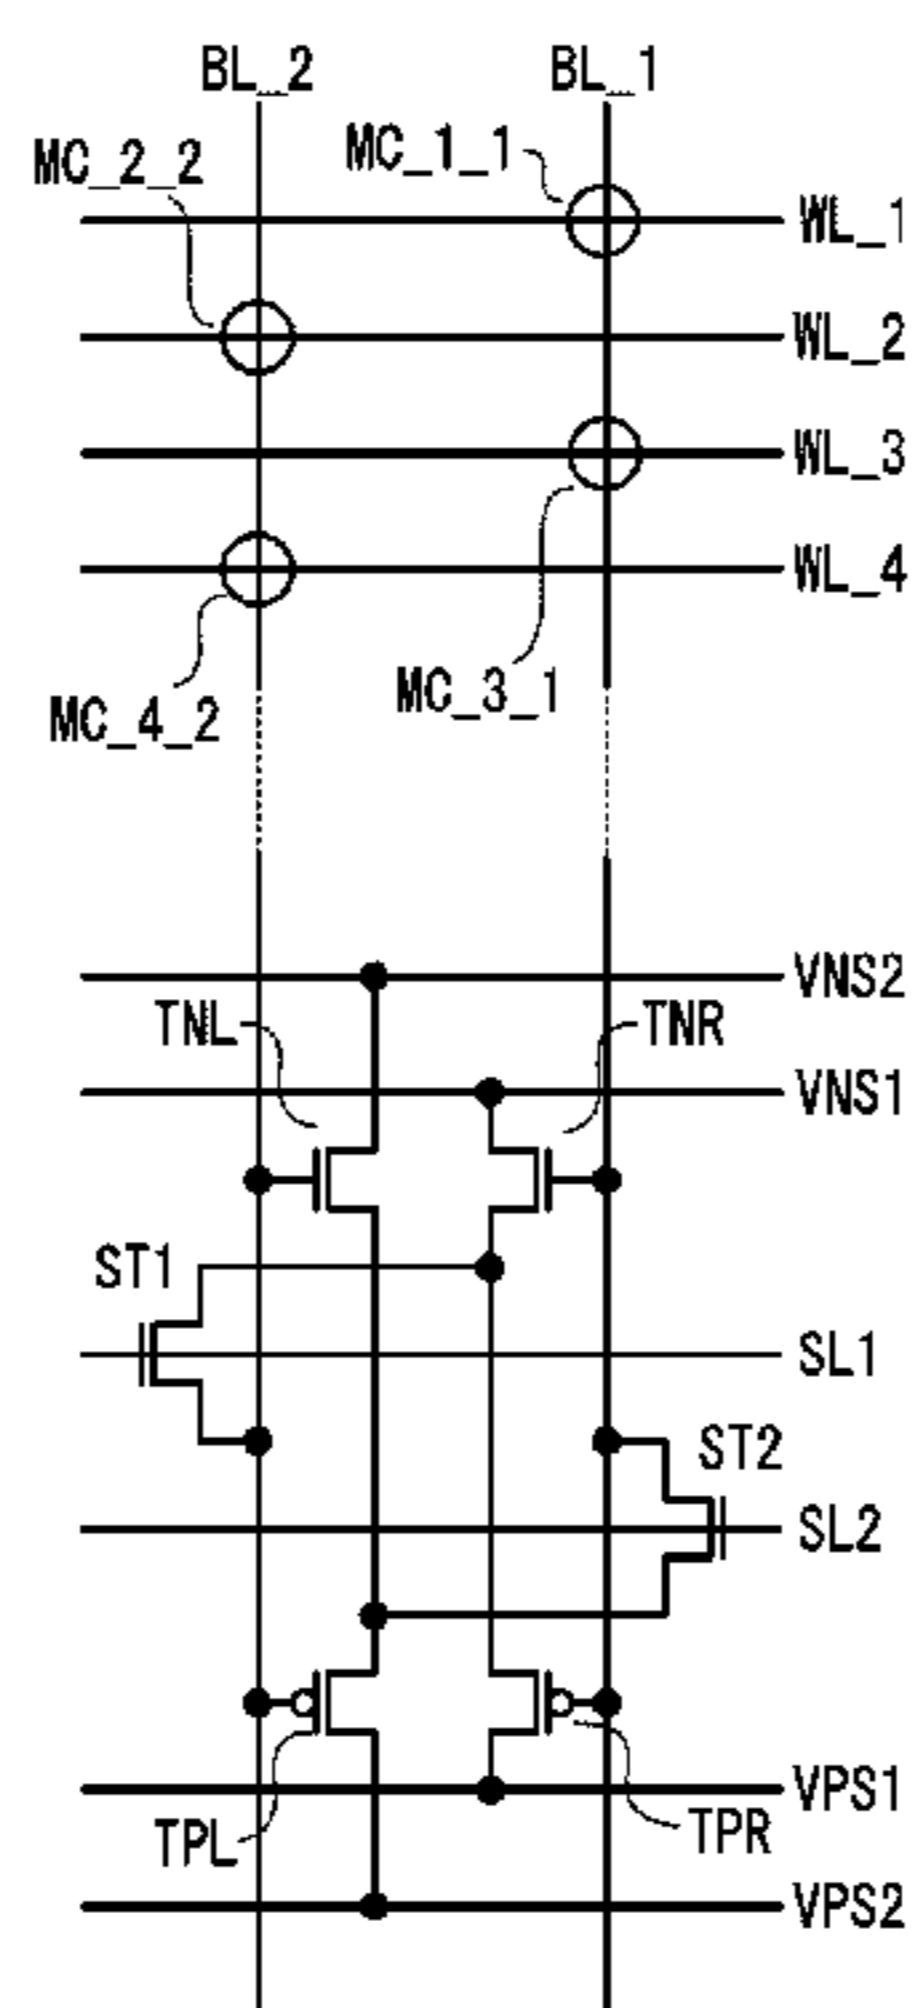 BL_2
BL_1
MC_2_2
MC_1_1
WL_1
WL_2
WL_3
WL_4
MC_3_1
MC_4_2
VNS2
TNL
TNR
VNS1
ST1
SL1
ST2
SL2
VPS1
TPL
TPR
VPS2